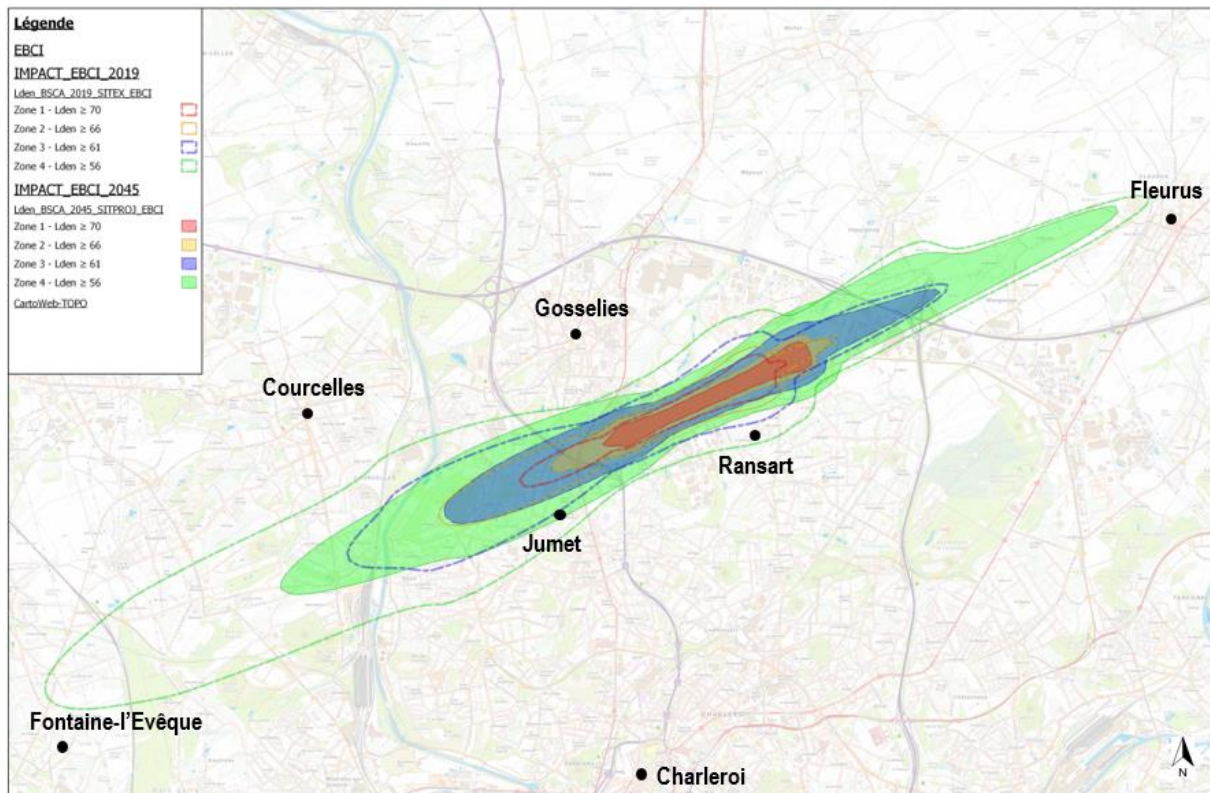 Légende
EBCI
IMPACT_EBCI_2019
Lden_BSCA_2019_SITEX_EBCI
Zone 1 - Lden ≥ 70
Zone 2 - Lden ≥ 66
Zone 3 - Lden ≥ 61
Zone 4 - Lden ≥ 56
IMPACT_EBCI_2045
Lden_BSCA_2045_SITPROJ_EBCI
Zone 1 - Lden ≥ 70
Zone 2 - Lden ≥ 66
Zone 3 - Lden ≥ 61
Zone 4 - Lden ≥ 56
CartoWeb-TOPO
Fleurus
Gosselies
Courcelles
Ransart
Jumet
Fontaine-l'Evêque
Charleroi
N